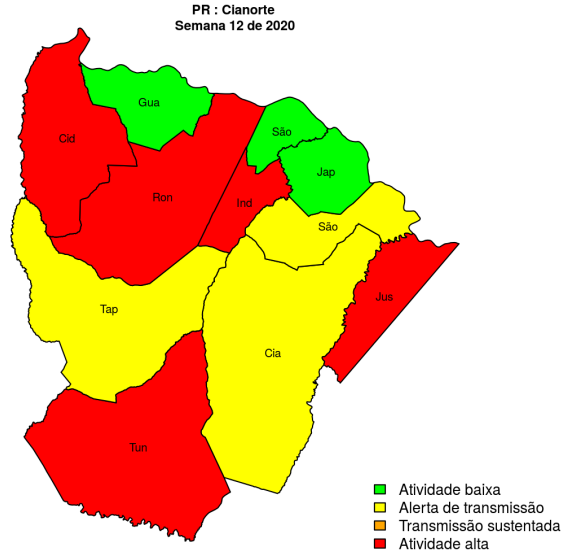 PR : Cianorte
Semana 12 de 2020
Gua
São
Cid
Jap
Ron
Ind
São
Jus
Tap
Cia
Tun
Atividade baixa
Alerta de transmissão
Transmissão sustentada
Atividade alta